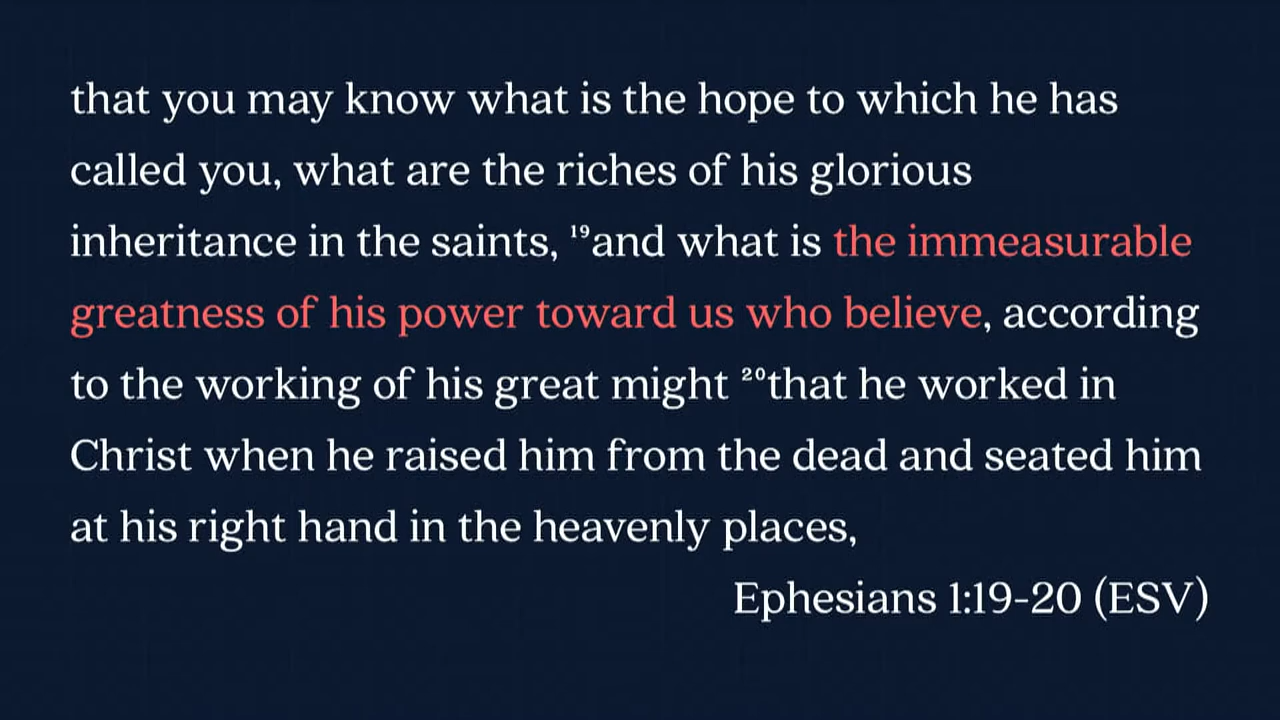 that you may know what is the hope to which he has
called you, what are the riches of his glorious
inheritance in the saints, ¹⁹and what is the immeasurable
greatness of his power toward us who believe, according
to the working of his great might ²⁰that he worked in
Christ when he raised him from the dead and seated him
at his right hand in the heavenly places,
Ephesians 1:19-20 (ESV)